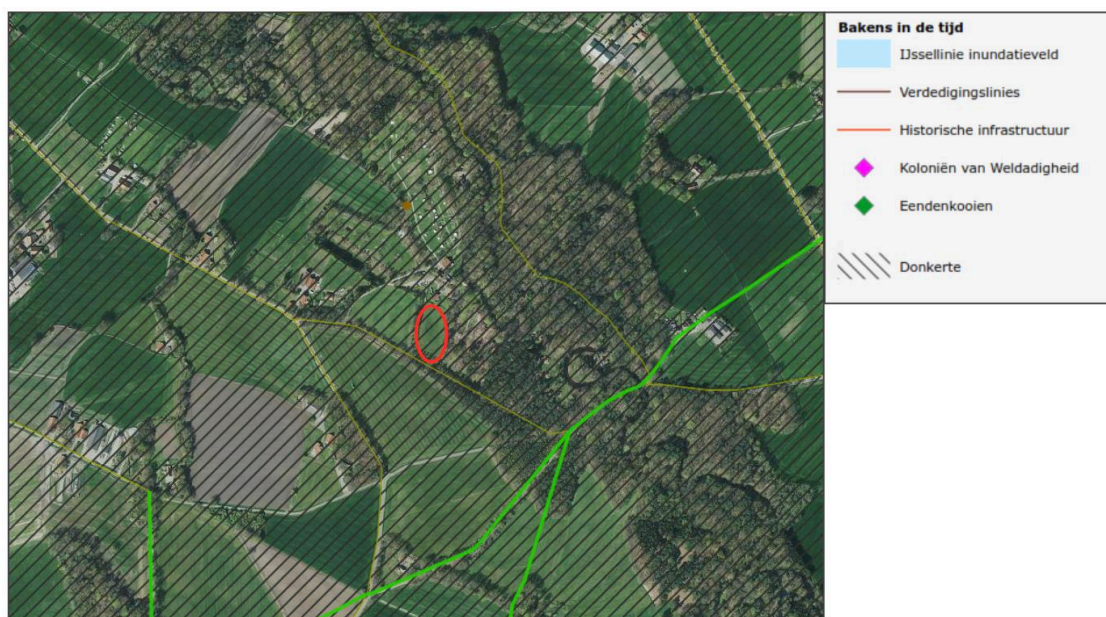 Bakens in de tijd
IJssellinie inundatieveld
Verdedigingslinies
Historische infrastructuur
Koloniën van Weldadigheid
Eendenkooien
Donkerte